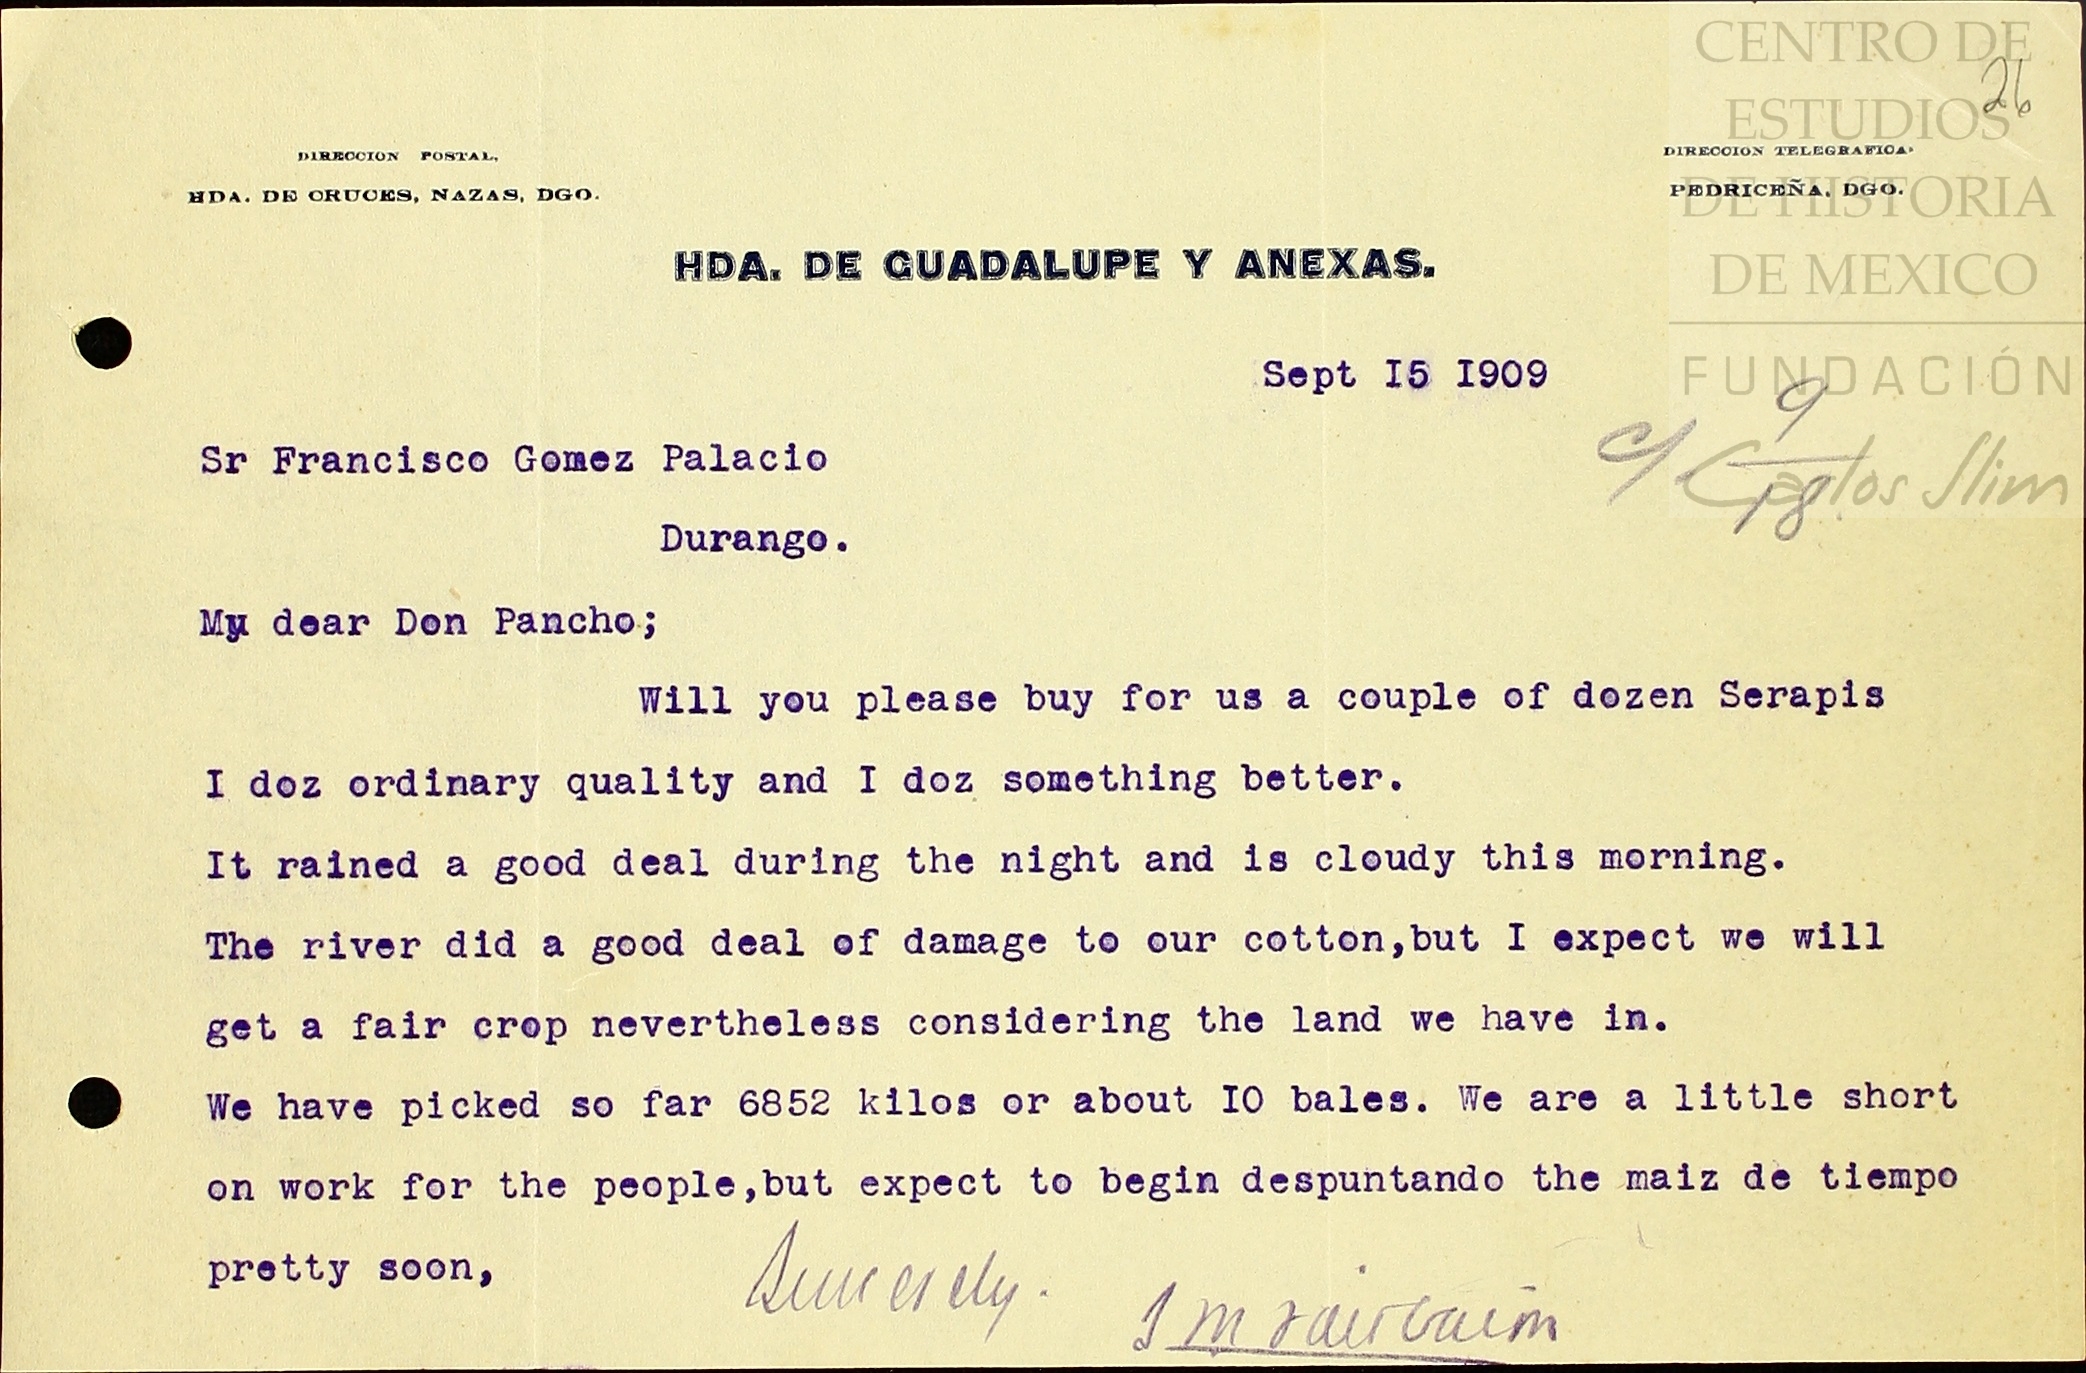 CENTRO DE
ESTUDIOS
DE HISTORIA
DE MEXICO
FUNDACIÓN
Carlos Slim
26
DIRECCION POSTAL,
HDA. DE CRUCES, NAZAS, DGO.
DIRECCION TELEGRAFICA,
PEDRICEÑA, DGO.
HDA. DE GUADALUPE Y ANEXAS.
Sept I5 I909
c/ 9/18
Sr Francisco Gomez Palacio
Durango.
My dear Don Pancho;
Will you please buy for us a couple of dozen Serapis
I doz ordinary quality and I doz something better.
It rained a good deal during the night and is cloudy this morning.
The river did a good deal of damage to our cotton,but I expect we will
get a fair crop nevertheless considering the land we have in.
We have picked so far 6852 kilos or about IO bales. We are a little short
on work for the people,but expect to begin despuntando the maiz de tiempo
pretty soon,
Sincerely.
J M Fairbairn